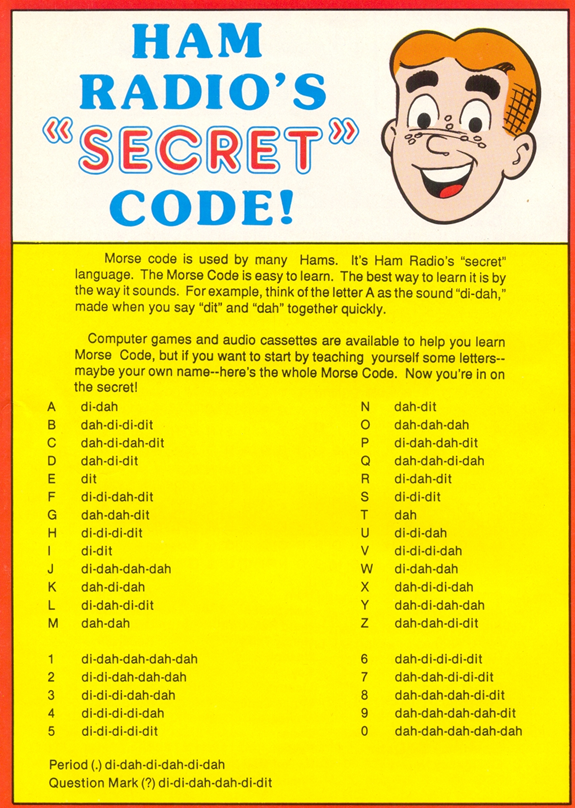 HAM
RADIO'S
“SECRET”
CODE!
Morse code is used by many Hams. It's Ham Radio's "secret"
language. The Morse Code is easy to learn. The best way to learn it is by
the way it sounds. For example, think of the letter A as the sound "di-dah,"
made when you say "dit" and "dah" together quickly.
Computer games and audio cassettes are available to help you learn
Morse Code, but if you want to start by teaching yourself some letters--
maybe your own name--here's the whole Morse Code. Now you're in on
the secret!
A di-dah
B dah-di-di-dit
C dah-di-dah-dit
D dah-di-dit
E dit
F di-di-dah-dit
G dah-dah-dit
H di-di-di-dit
I di-dit
J di-dah-dah-dah
K dah-di-dah
L di-dah-di-dit
M dah-dah
N dah-dit
O dah-dah-dah
P di-dah-dah-dit
Q dah-dah-di-dah
R di-dah-dit
S di-di-dit
T dah
U di-di-dah
V di-di-di-dah
W di-dah-dah
X dah-di-di-dah
Y dah-di-dah-dah
Z dah-dah-di-dit
1 di-dah-dah-dah-dah
2 di-di-dah-dah-dah
3 di-di-di-dah-dah
4 di-di-di-di-dah
5 di-di-di-di-dit
6 dah-di-di-di-dit
7 dah-dah-di-di-dit
8 dah-dah-dah-di-dit
9 dah-dah-dah-dah-dit
0 dah-dah-dah-dah-dah
Period (.) di-dah-di-dah-di-dah
Question Mark (?) di-di-dah-dah-di-dit